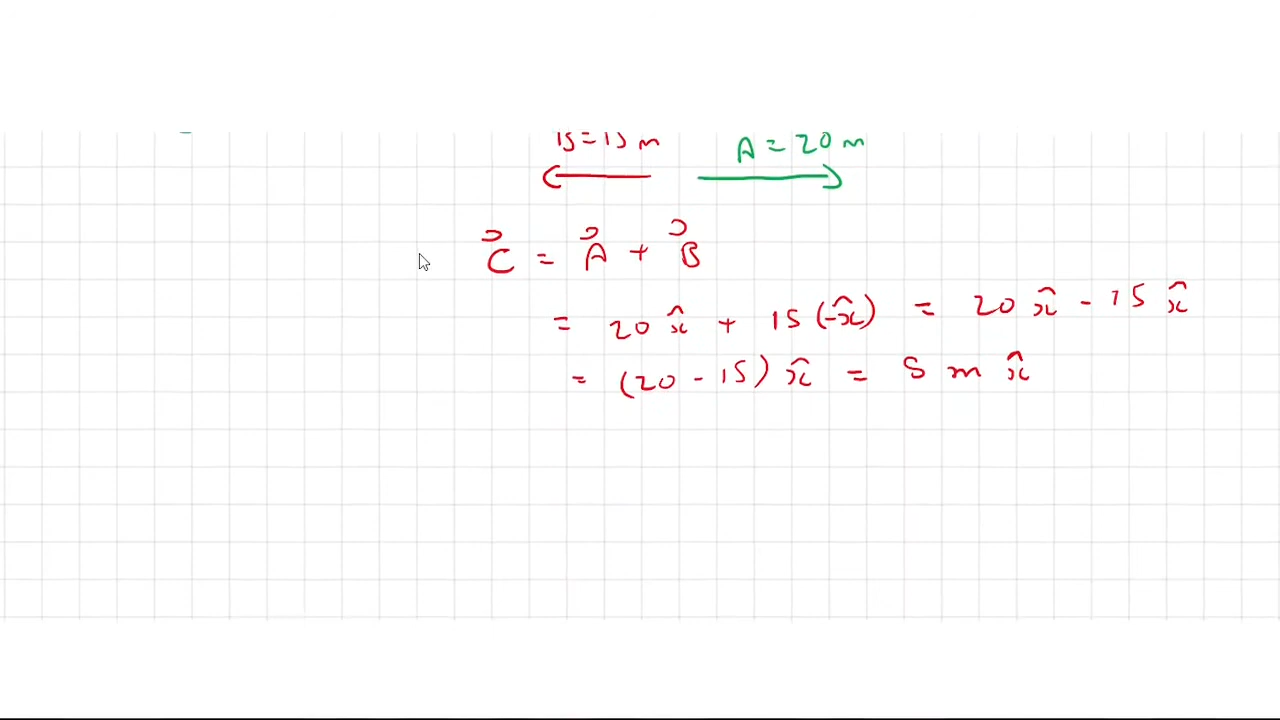 B = 15 m
A = 20 m
C⃗ = A⃗ + B⃗
= 20 x̂ + 15 (-x̂) = 20 x̂ - 15 x̂
= (20 - 15) x̂ = 5 m x̂